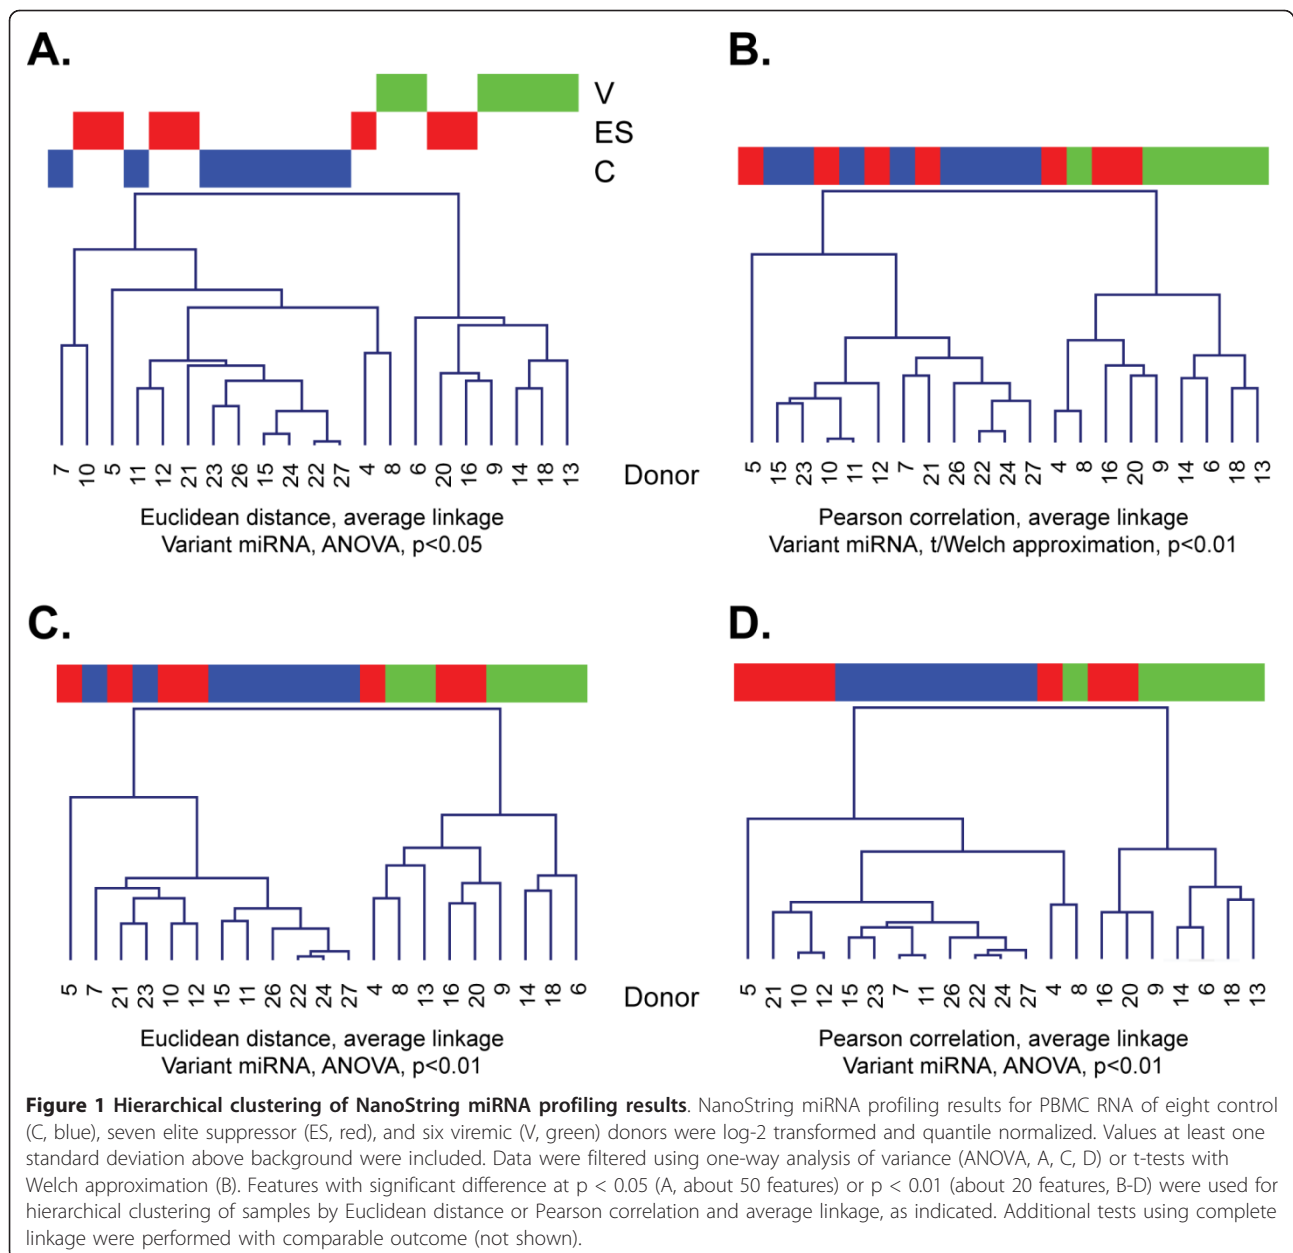 A.
B.
V
ES
C
7 10 5 11 12 21 23 26 15 24 22 27 4 8 6 20 16 9 14 18 13
Donor
5 15 23 10 11 12 7 21 26 22 24 27 4 8 16 20 9 14 6 18 13
Euclidean distance, average linkage
Variant miRNA, ANOVA, p<0.05
Pearson correlation, average linkage
Variant miRNA, t/Welch approximation, p<0.01
C.
D.
5 7 21 23 10 12 15 11 26 22 24 27 4 8 13 16 20 9 14 18 6
Donor
5 21 10 12 15 23 7 11 26 22 24 27 4 8 16 20 9 14 6 18 13
Euclidean distance, average linkage
Variant miRNA, ANOVA, p<0.01
Pearson correlation, average linkage
Variant miRNA, ANOVA, p<0.01
Figure 1 Hierarchical clustering of NanoString miRNA profiling results. NanoString miRNA profiling results for PBMC RNA of eight control
(C, blue), seven elite suppressor (ES, red), and six viremic (V, green) donors were log-2 transformed and quantile normalized. Values at least one
standard deviation above background were included. Data were filtered using one-way analysis of variance (ANOVA, A, C, D) or t-tests with
Welch approximation (B). Features with significant difference at p < 0.05 (A, about 50 features) or p < 0.01 (about 20 features, B-D) were used for
hierarchical clustering of samples by Euclidean distance or Pearson correlation and average linkage, as indicated. Additional tests using complete
linkage were performed with comparable outcome (not shown).